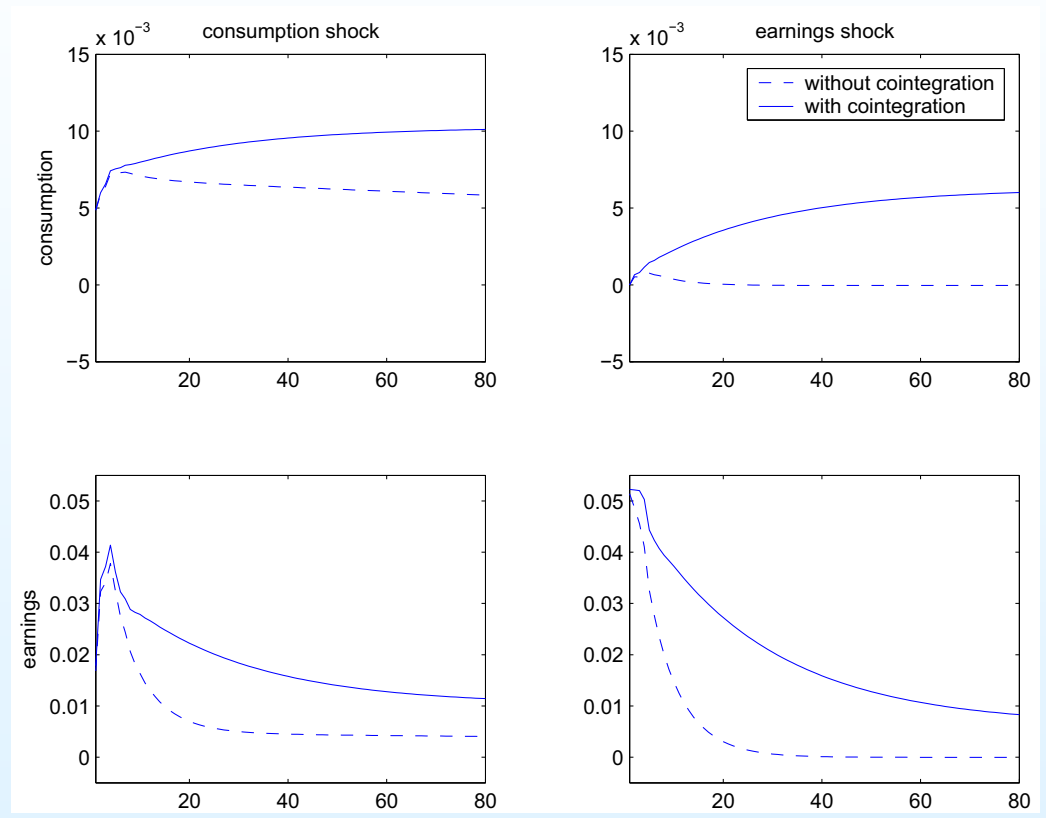 consumption shock
x 10⁻³
15
10
5
0
−5
consumption
20 40 60 80
earnings shock
x 10⁻³
15
10
5
0
−5
without cointegration
with cointegration
20 40 60 80
0.05
0.04
0.03
0.02
0.01
0
earnings
20 40 60 80
0.05
0.04
0.03
0.02
0.01
0
20 40 60 80